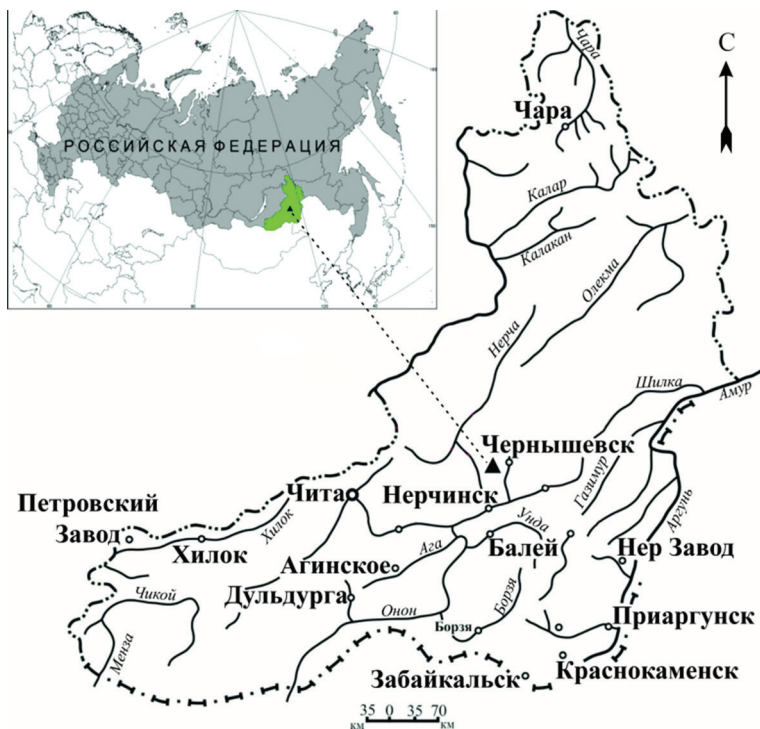 РОССИЙСКАЯ ФЕДЕРАЦИЯ
С
Чара
Чара
Калар
Калакан
Олекма
Нерча
Шилка
Амур
Чернышевск
Газимур
Чита
Нерчинск
Петровский
Завод
Хилок
Хилок
Унда
Аргунь
Ага
Балей
Нер Завод
Агинское
Дульдурга
Чикой
Онон
Борзя
Борзя
Приаргунск
Менза
Краснокаменск
Забайкальск
35 0 35 70
км км